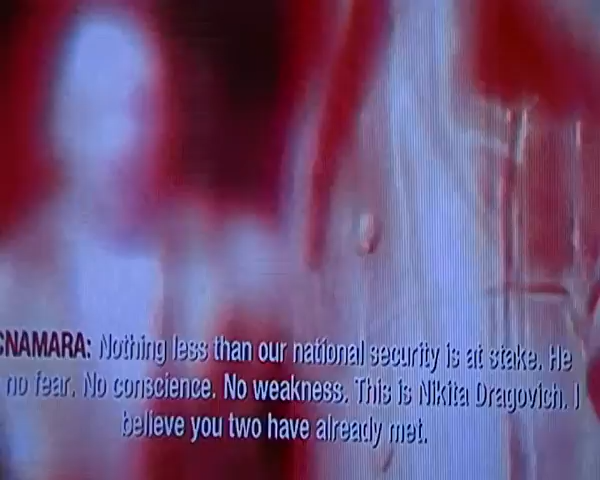 CNAMARA: Nothing less than our national security is at stake. He
no fear. No conscience. No weakness. This is Nikita Dragovich. I
believe you two have already met.